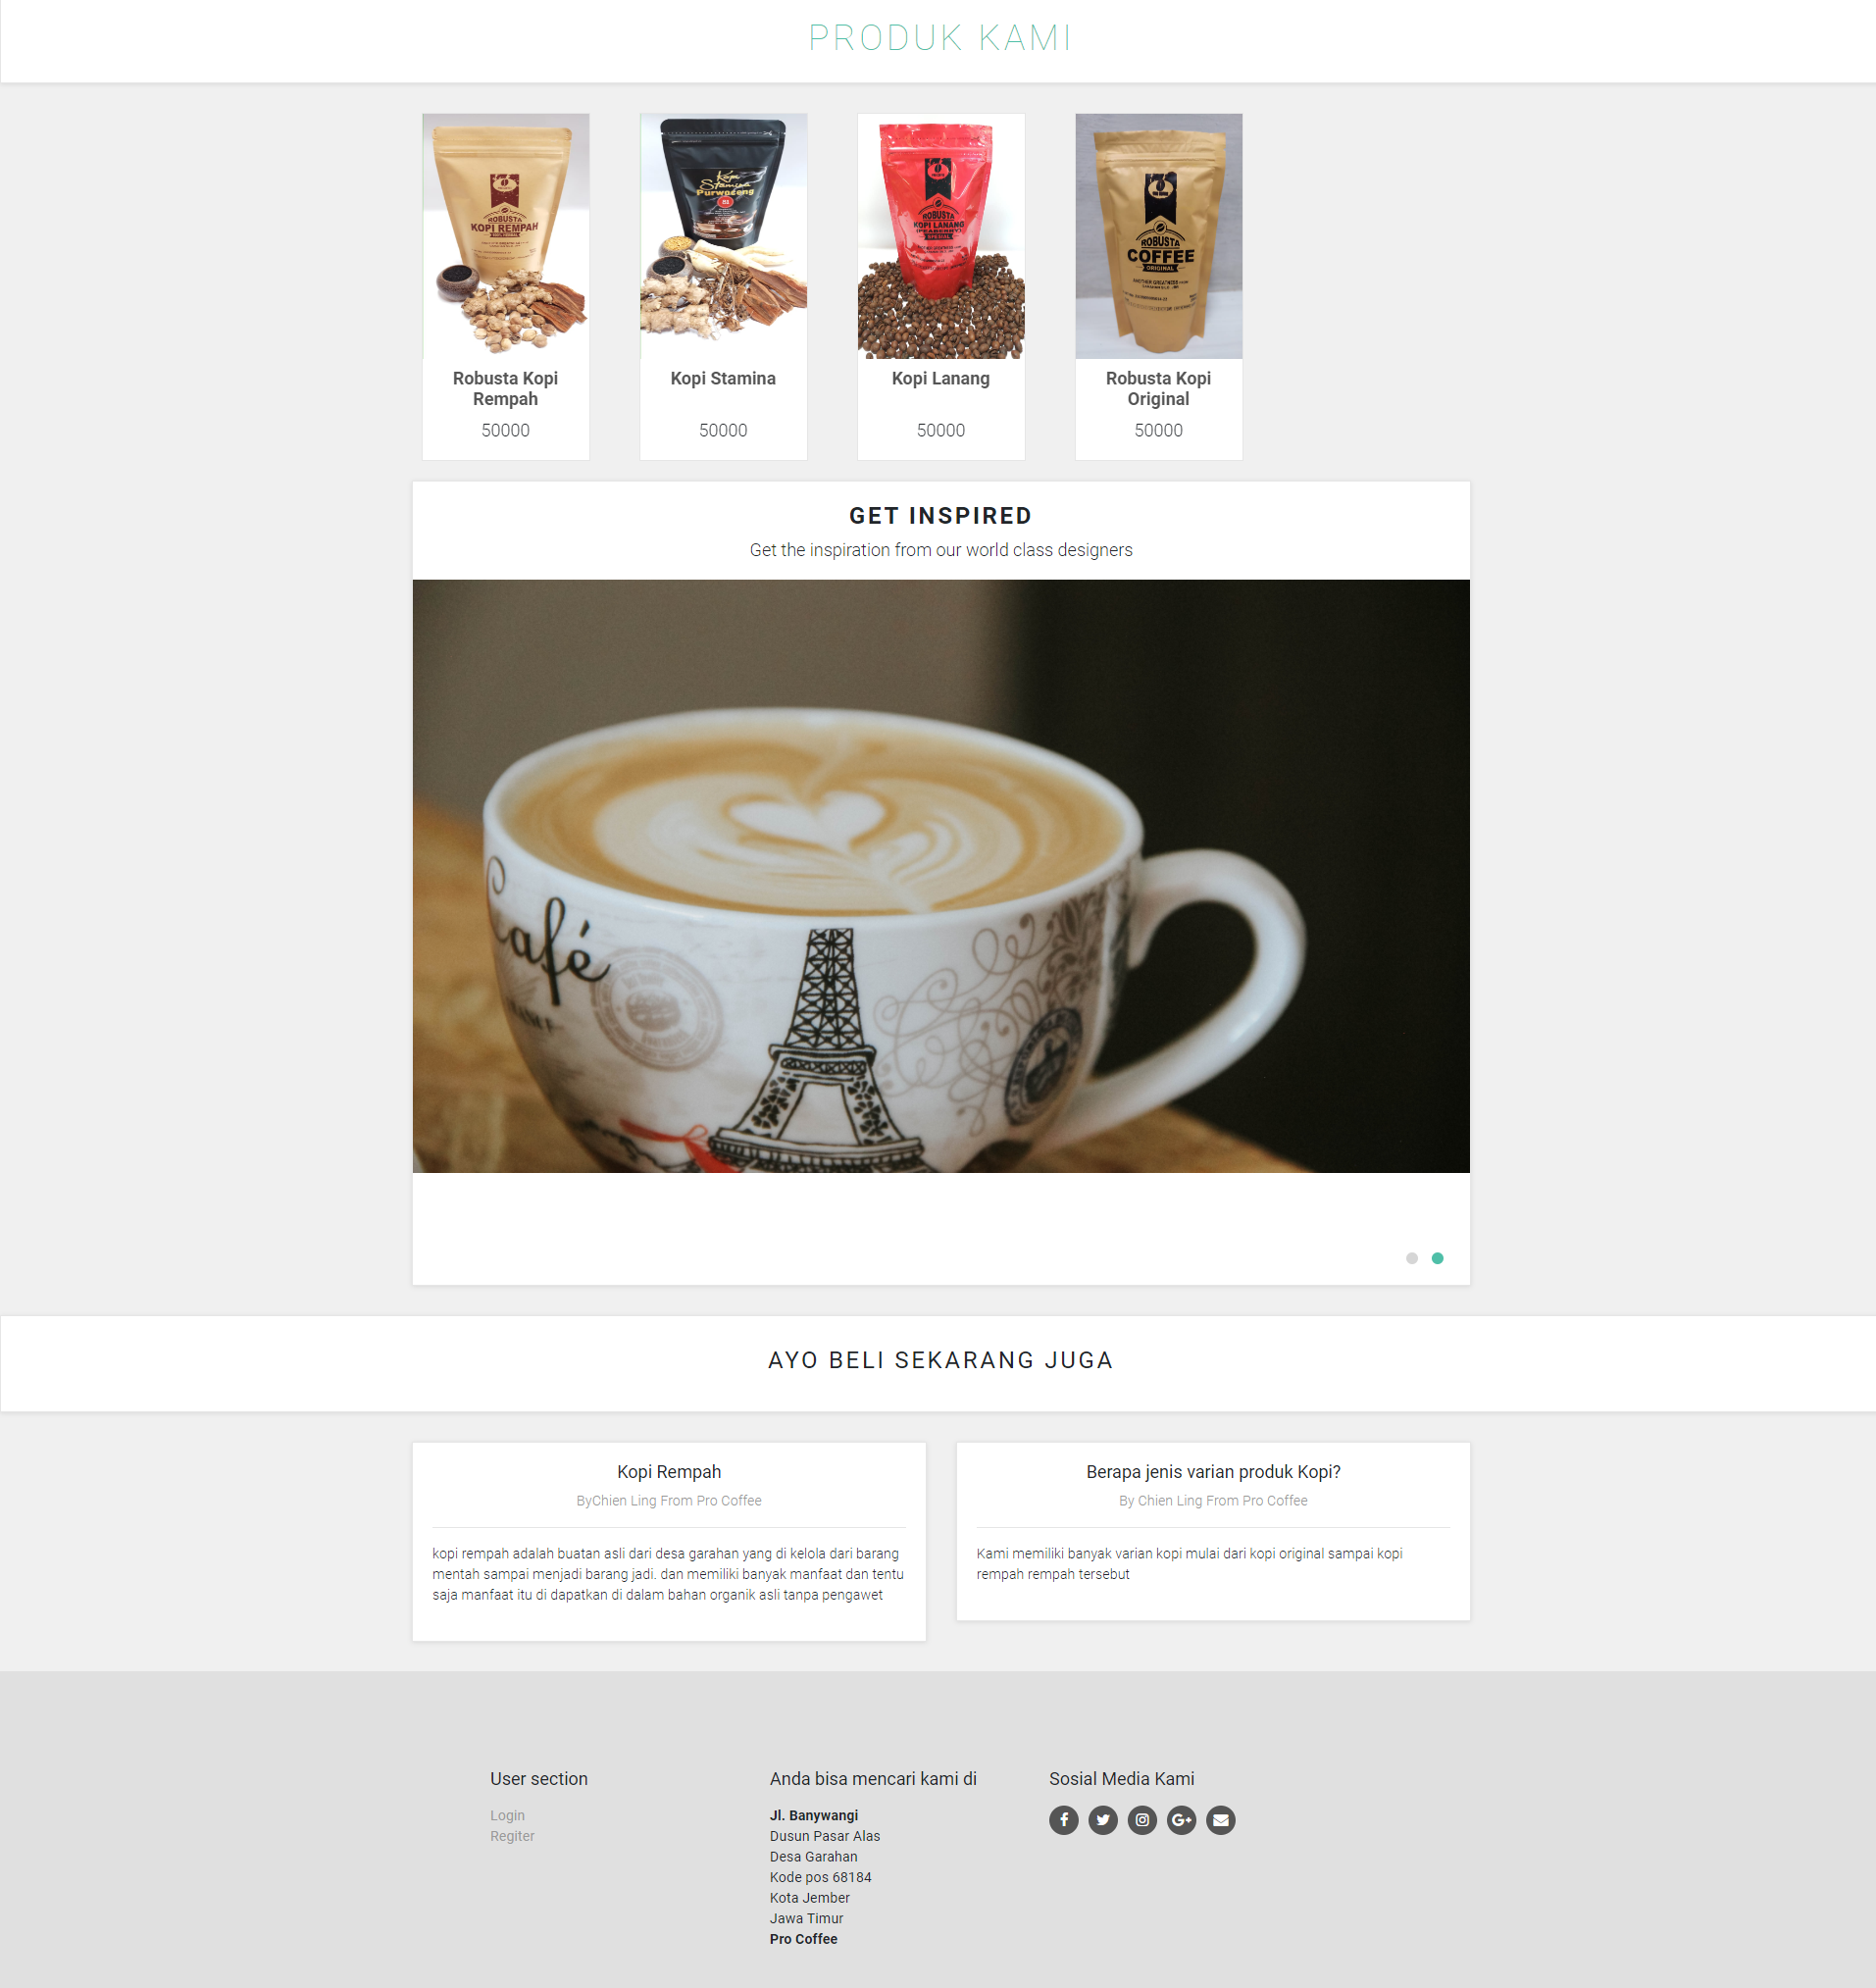 PRODUK KAMI
ROBUSTA
KOPI REMPAH
Kopi
Stamina
Purwaceng
ROBUSTA
KOPI LANANG
ROBUSTA
COFFEE
ORIGINAL
Robusta Kopi
Rempah
50000
Kopi Stamina
50000
Kopi Lanang
50000
Robusta Kopi
Original
50000
GET INSPIRED
Get the inspiration from our world class designers
Café
AYO BELI SEKARANG JUGA
Kopi Rempah
ByChien Ling From Pro Coffee
kopi rempah adalah buatan asli dari desa garahan yang di kelola dari barang
mentah sampai menjadi barang jadi. dan memiliki banyak manfaat dan tentu
saja manfaat itu di dapatkan di dalam bahan organik asli tanpa pengawet
Berapa jenis varian produk Kopi?
By Chien Ling From Pro Coffee
Kami memiliki banyak varian kopi mulai dari kopi original sampai kopi
rempah rempah tersebut
User section
Login
Regiter
Anda bisa mencari kami di
Jl. Banywangi
Dusun Pasar Alas
Desa Garahan
Kode pos 68184
Kota Jember
Jawa Timur
Pro Coffee
Sosial Media Kami